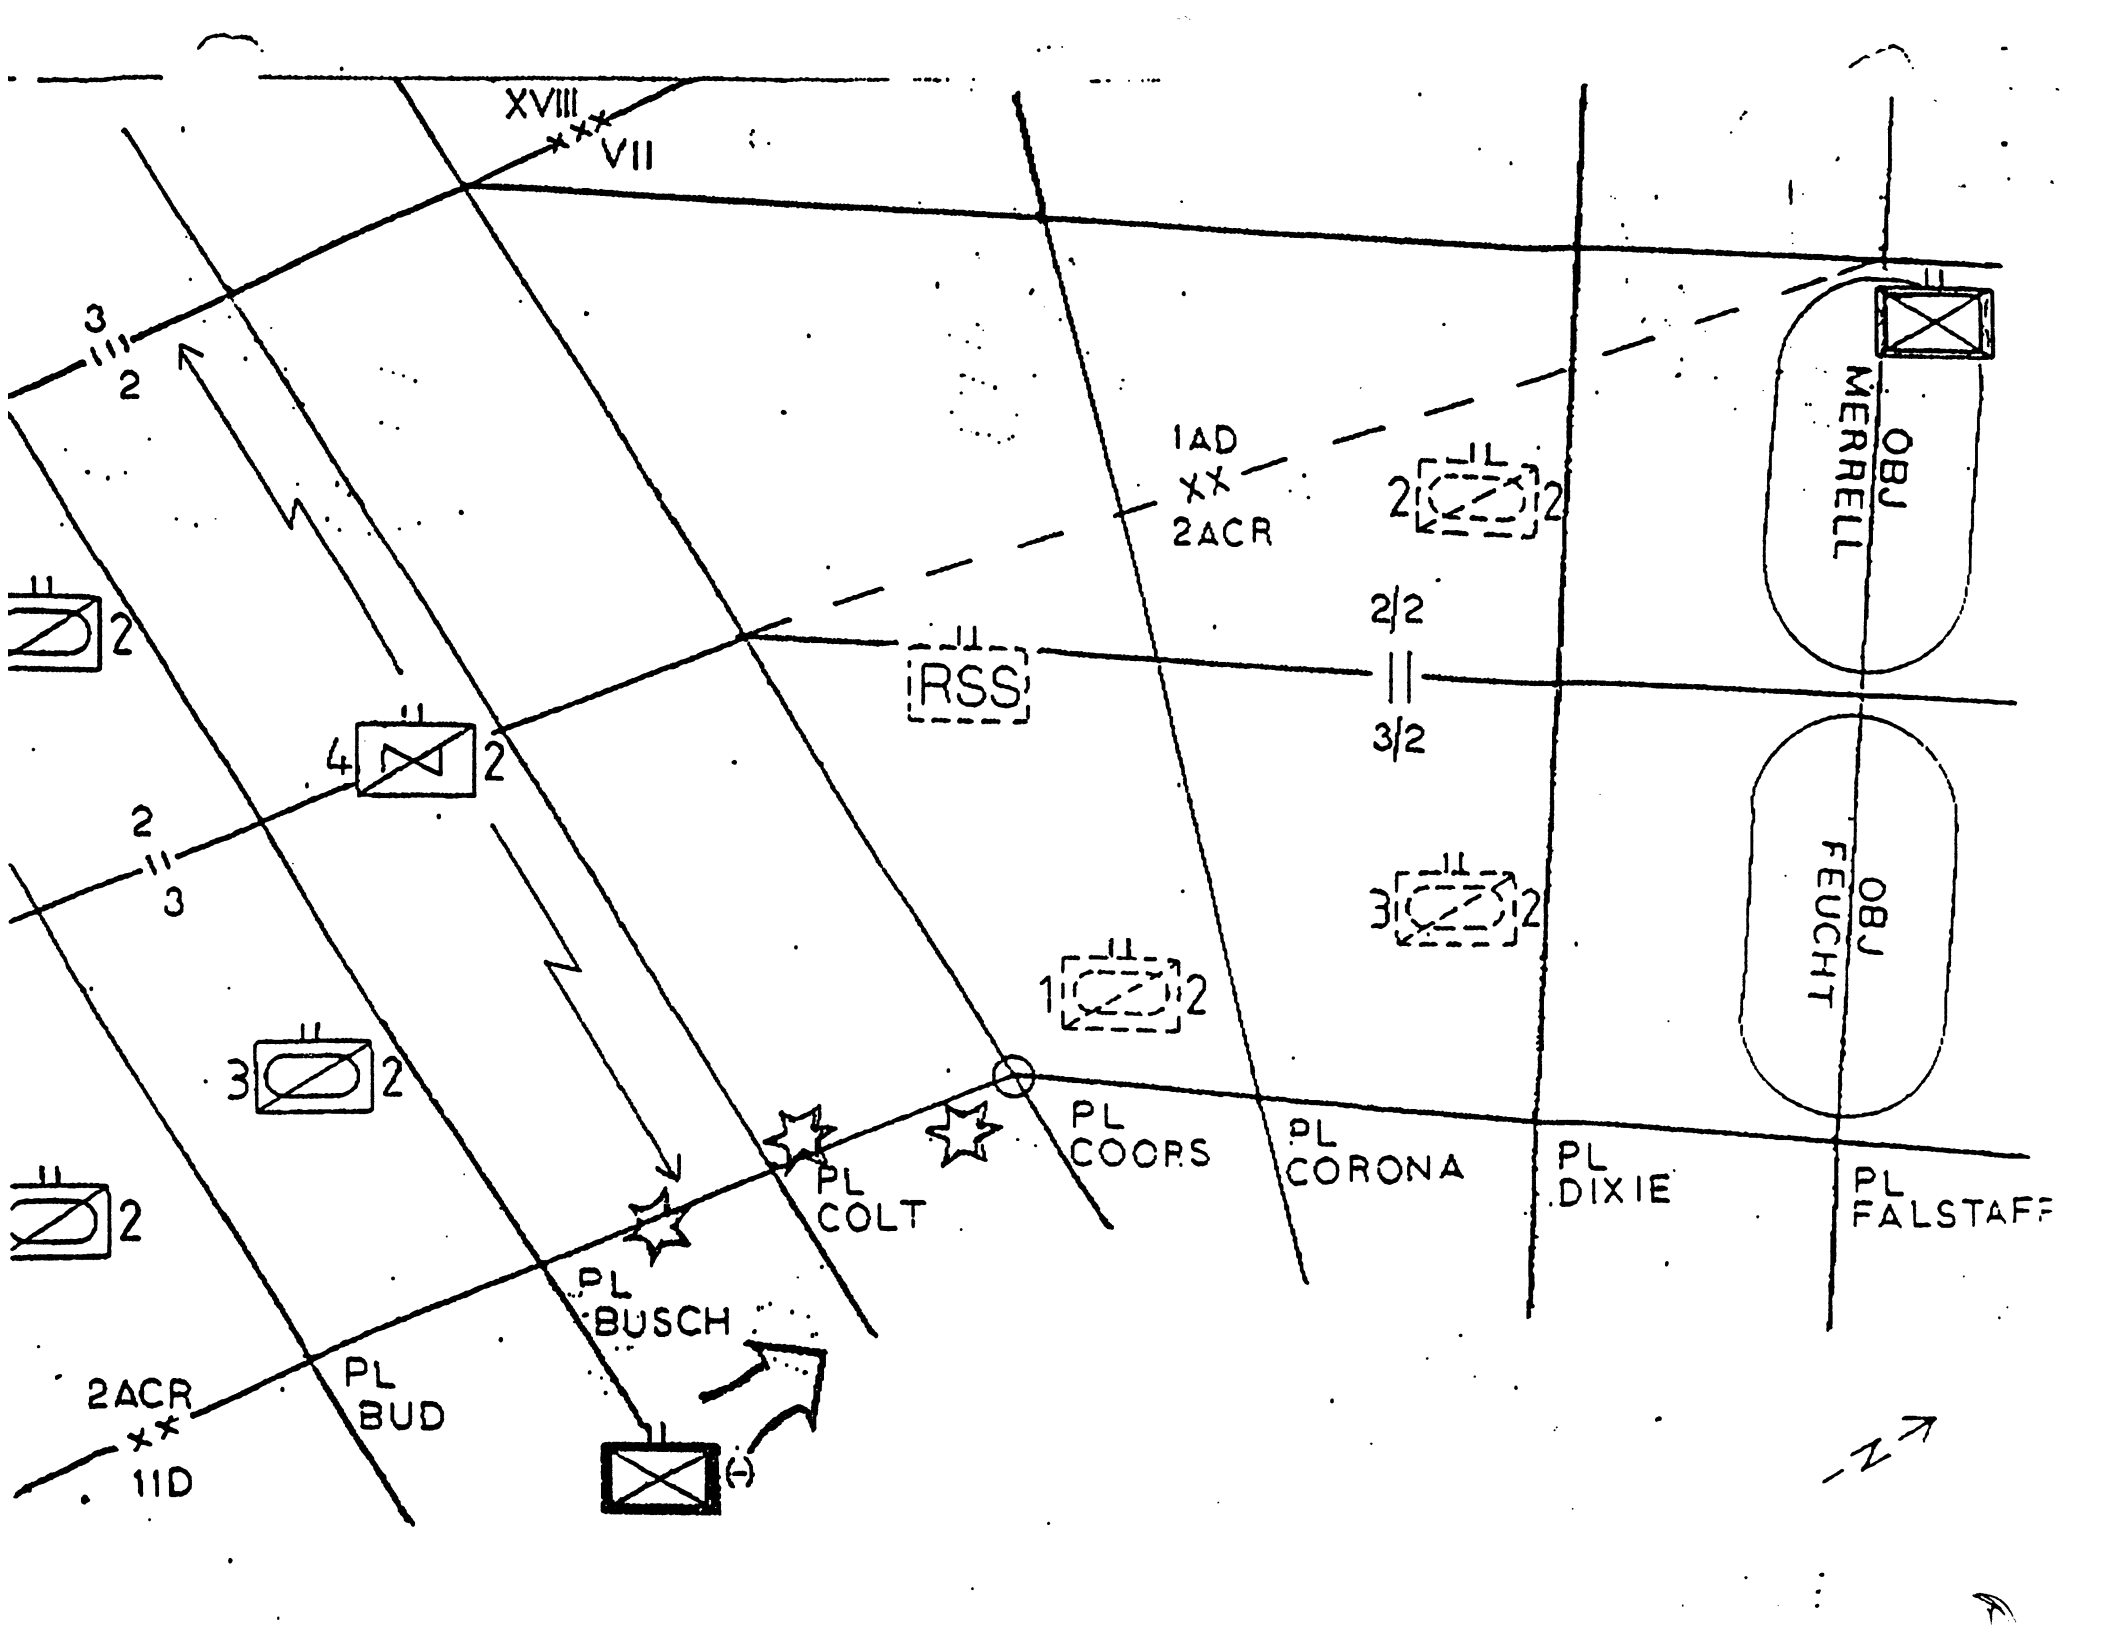 XVIII
VII
3
2
1AD
2ACR
2 2
OBJ
MERRELL
2
2/2
RSS
3/2
4 2
2
3
OBJ
FEUCHT
3 2
1 2
3 2
PL
COORS
PL
CORONA
PL
DIXIE
PL
FALSTAFF
PL
COLT
2
PL
BUSCH
PL
BUD
2ACR
11D
(-)
N